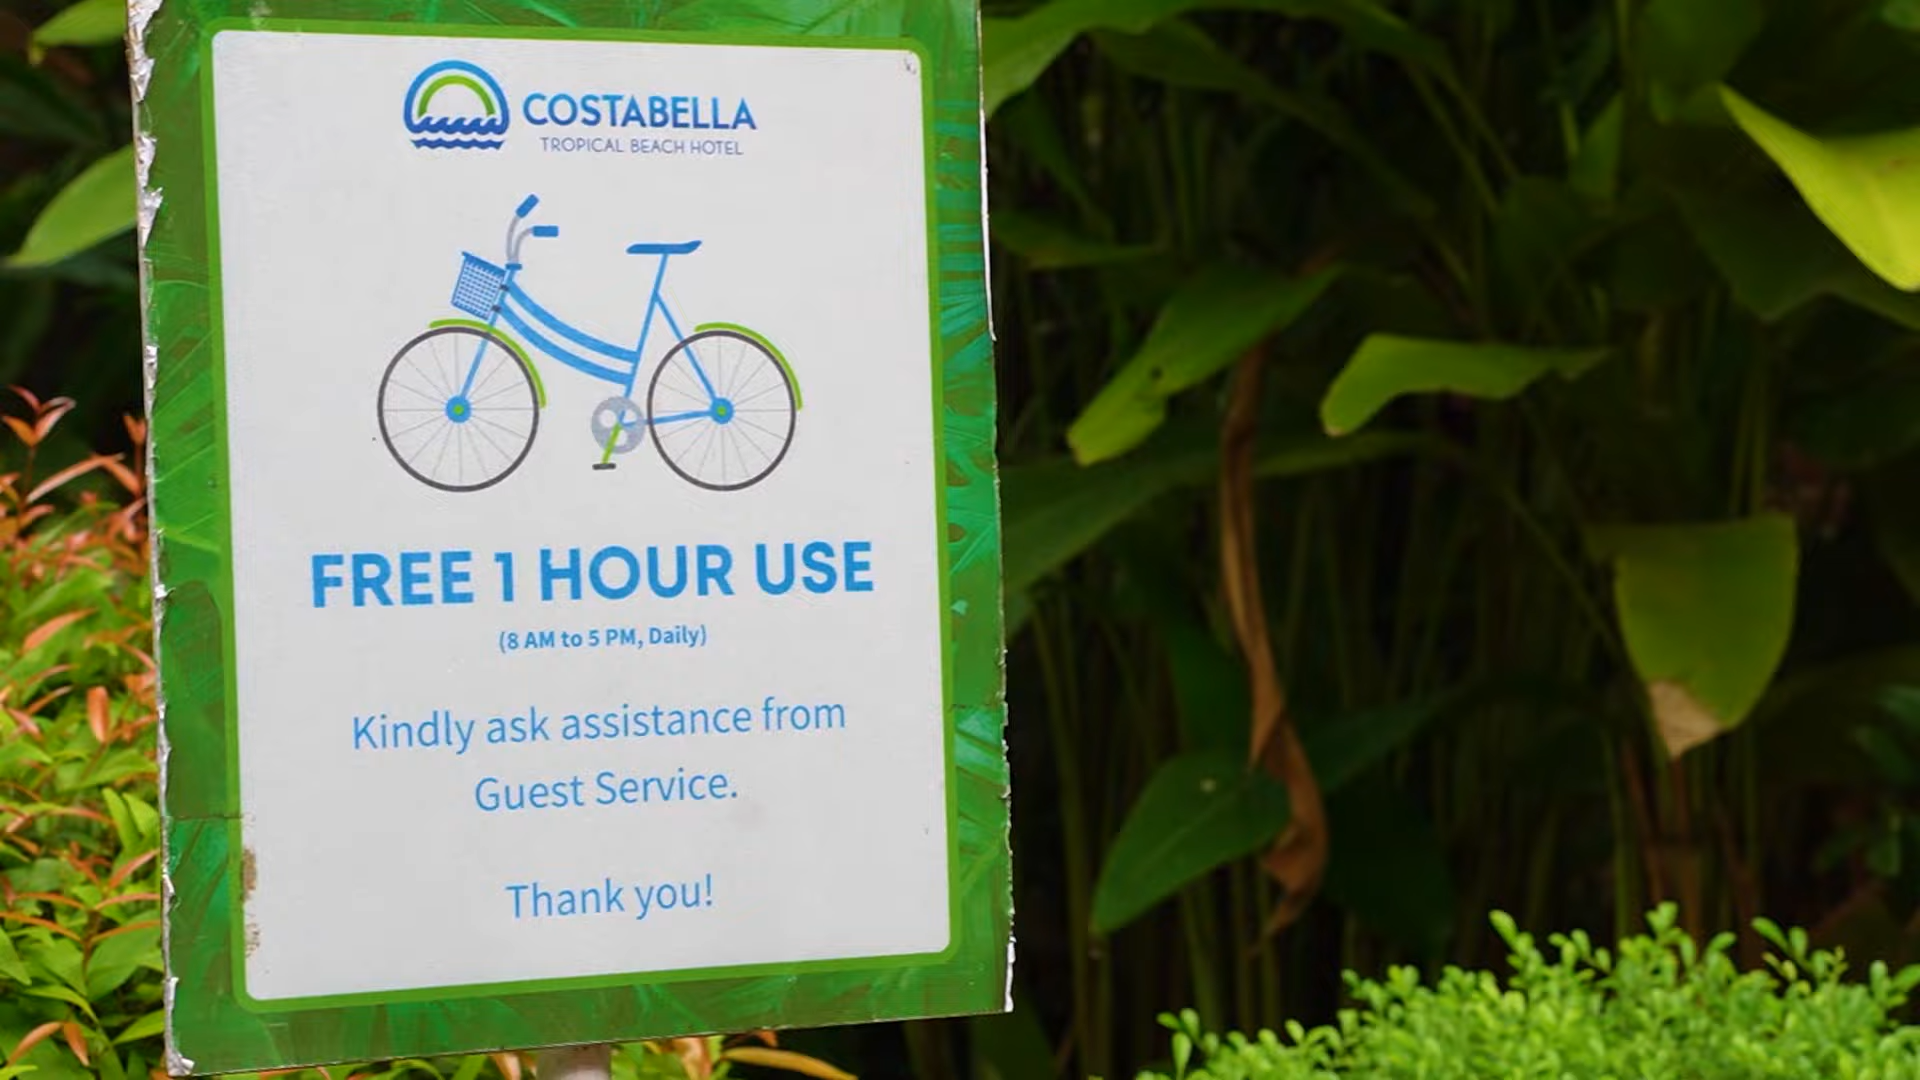 COSTABELLA
TROPICAL BEACH HOTEL
FREE 1 HOUR USE
(8 AM to 5 PM, Daily)
Kindly ask assistance from
Guest Service.
Thank you!